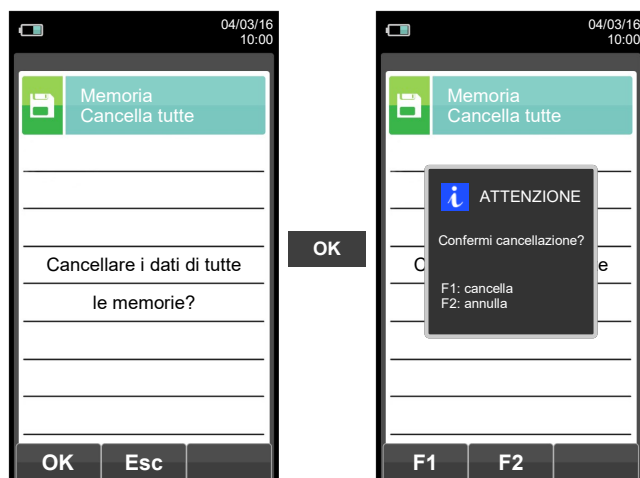 04/03/16
10:00
Memoria
Cancella tutte
Cancellare i dati di tutte
le memorie?
OK Esc
OK
04/03/16
10:00
Memoria
Cancella tutte
C e
i ATTENZIONE
Confermi cancellazione?
F1: cancella
F2: annulla
F1 F2